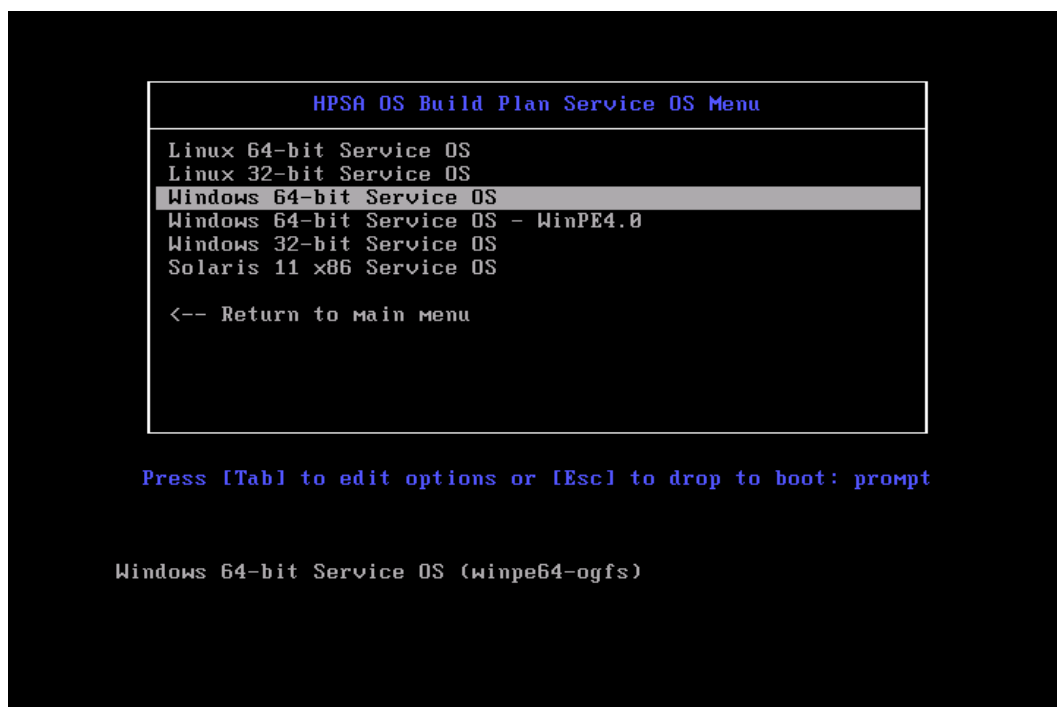 HPSA OS Build Plan Service OS Menu
Linux 64-bit Service OS
Linux 32-bit Service OS
Windows 64-bit Service OS
Windows 64-bit Service OS - WinPE4.0
Windows 32-bit Service OS
Solaris 11 x86 Service OS
<-- Return to main menu
Press [Tab] to edit options or [Esc] to drop to boot: prompt
Windows 64-bit Service OS (winpe64-ogfs)